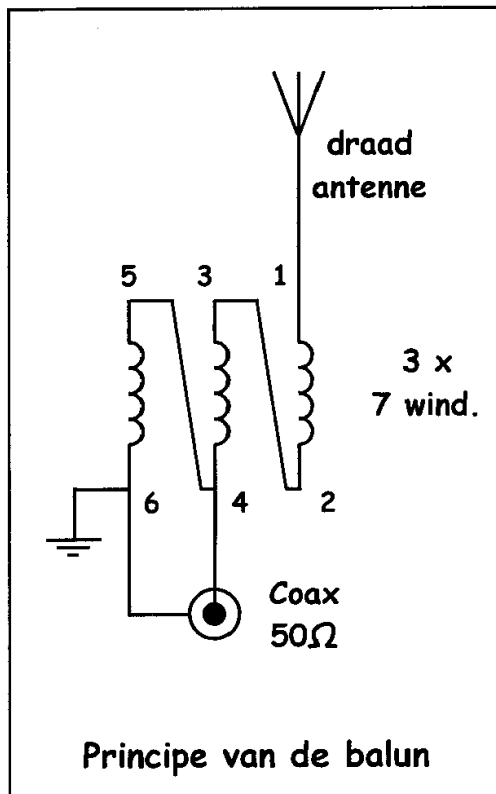 draad
antenne
5 3 1
3 x
7 wind.
6 4 2
Coax
50Ω
Principe van de balun